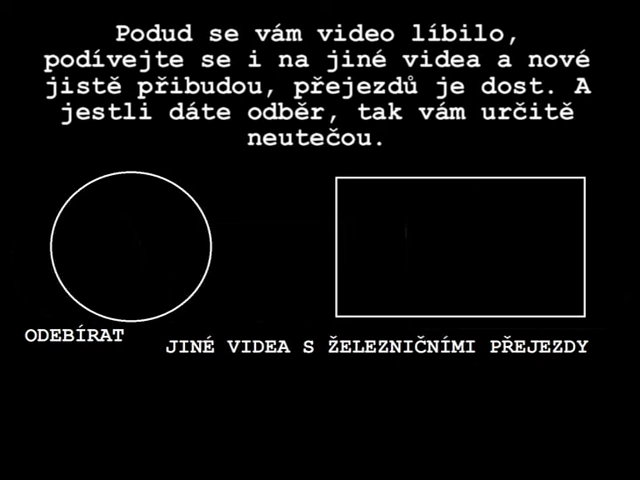 Podud se vám video líbilo,
podívejte se i na jiné videa a nové
jistě přibudou, přejezdů je dost. A
jestli dáte odběr, tak vám určitě
neutečou.
ODEBÍRAT
JINÉ VIDEA S ŽELEZNIČNÍMI PŘEJEZDY